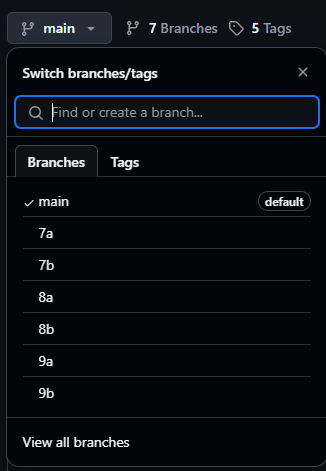 main 7 Branches 5 Tags
Switch branches/tags
Find or create a branch...
Branches Tags
main default
7a
7b
8a
8b
9a
9b
View all branches